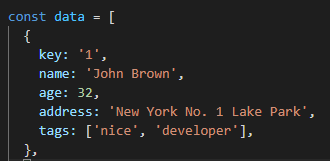 const data = [
{
key: '1',
name: 'John Brown',
age: 32,
address: 'New York No. 1 Lake Park',
tags: ['nice', 'developer'],
},